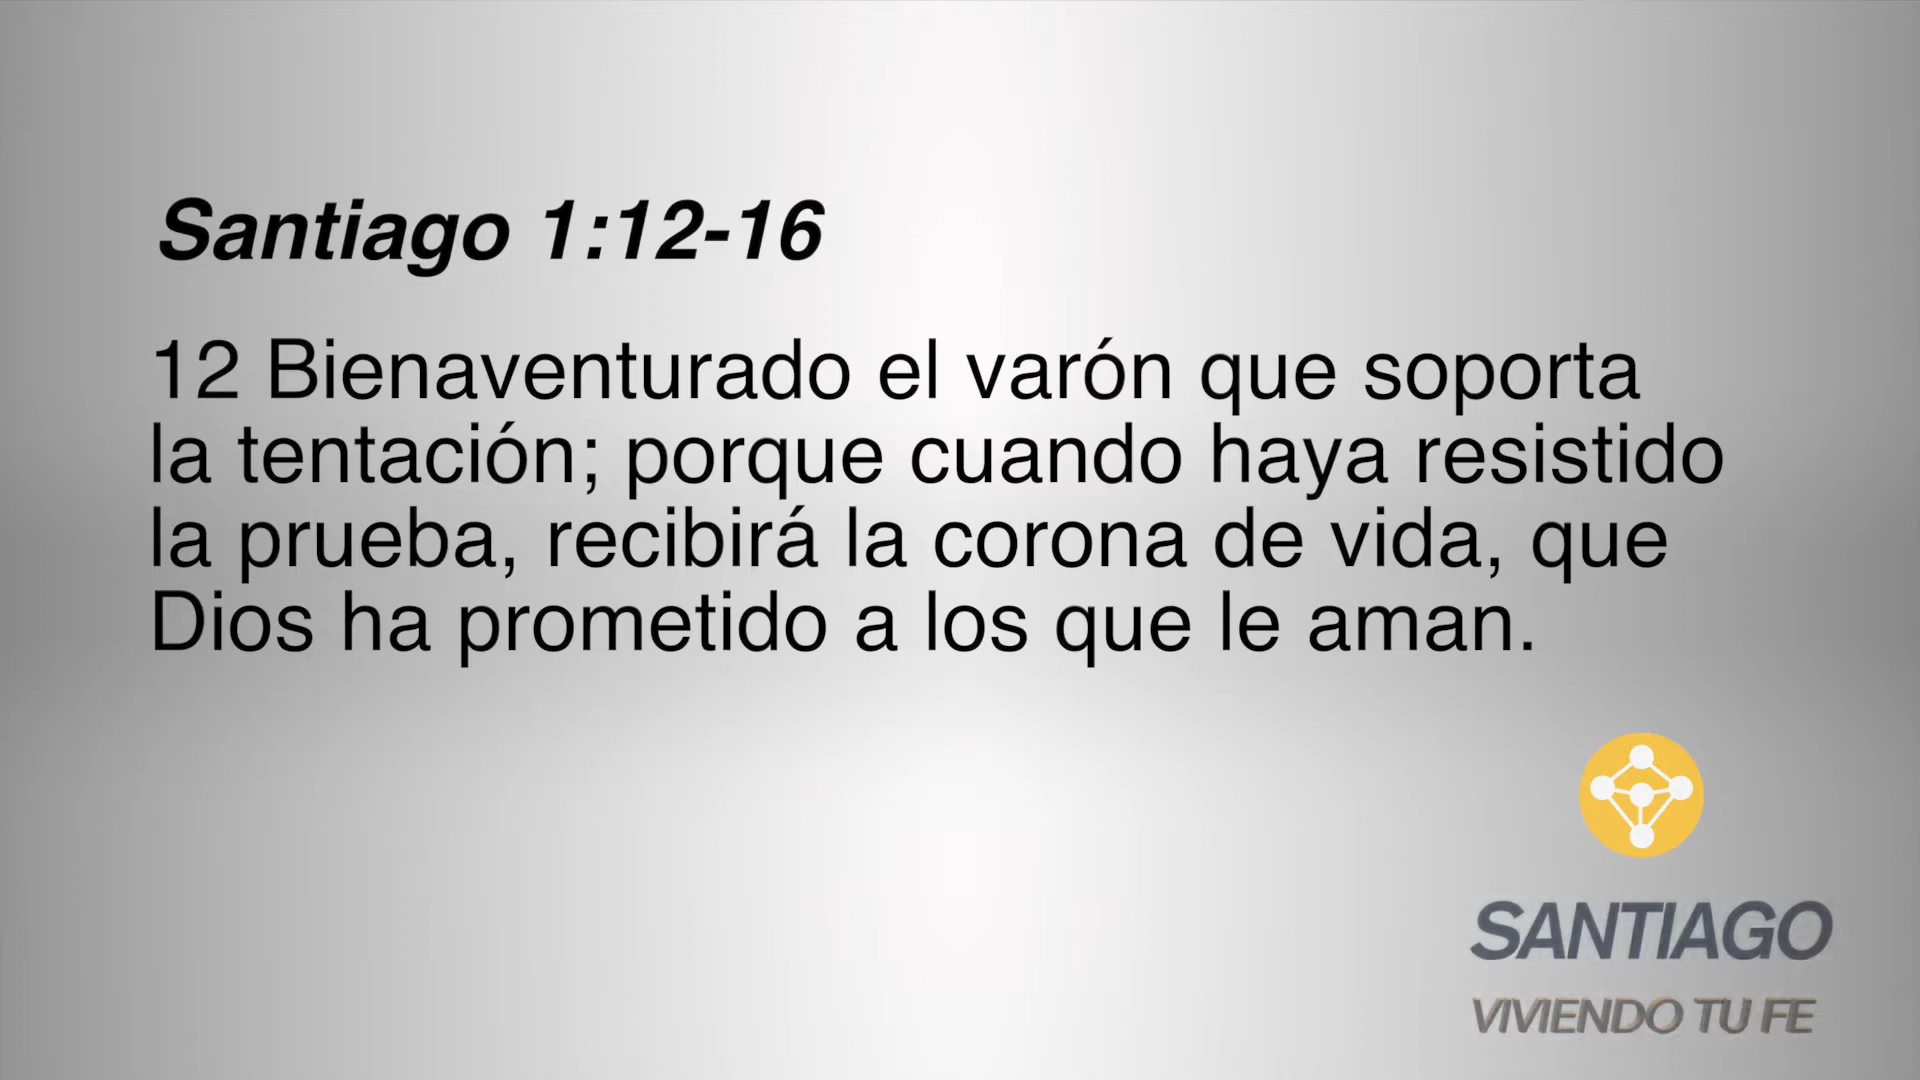 Santiago 1:12-16
12 Bienaventurado el varón que soporta
la tentación; porque cuando haya resistido
la prueba, recibirá la corona de vida, que
Dios ha prometido a los que le aman.
SANTIAGO
VIVIENDO TU FE